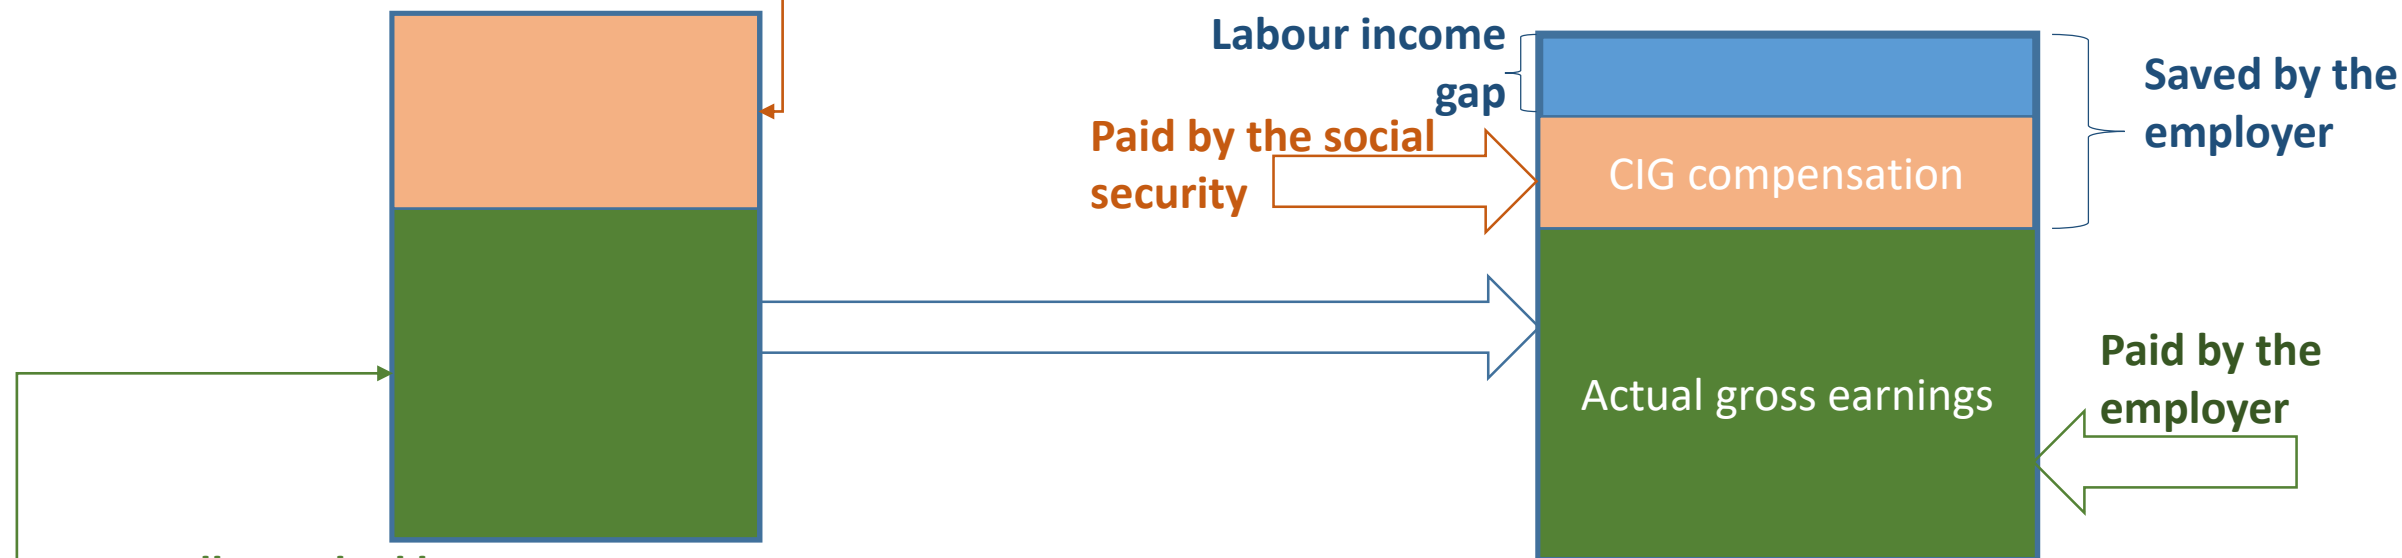 Labour income
gap
Saved by the
employer
Paid by the social
security
CIG compensation
Paid by the
employer
Actual gross earnings